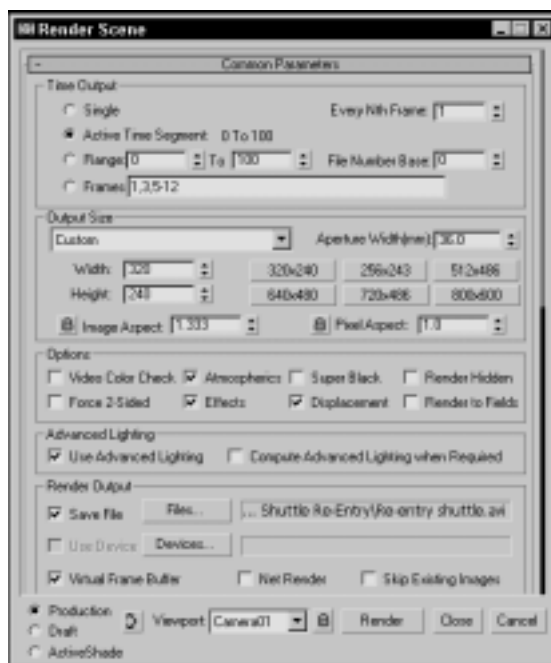 Render Scene
- Common Parameters
Time Output
Single Every Nth Frame: 1
Active Time Segment: 0 To 100
Range: 0 To 100 File Number Base: 0
Frames 1,3,5-12
Output Size
Custom Aperture Width(mm): 36.0
Width: 320 320x240 256x243 512x486
Height: 240 640x480 720x486 800x600
Image Aspect: 1.333 Pixel Aspect: 1.0
Options
Video Color Check Atmospherics Super Black Render Hidden
Force 2-Sided Effects Displacement Render to Fields
Advanced Lighting
Use Advanced Lighting Compute Advanced Lighting when Required
Render Output
Save File Files... ... Shuttle Re-Entry\Re-entry shuttle.avi
Use Device Devices...
Virtual Frame Buffer Net Render Skip Existing Images
Production
Draft
ActiveShade
Viewport: Camera01 Render Close Cancel